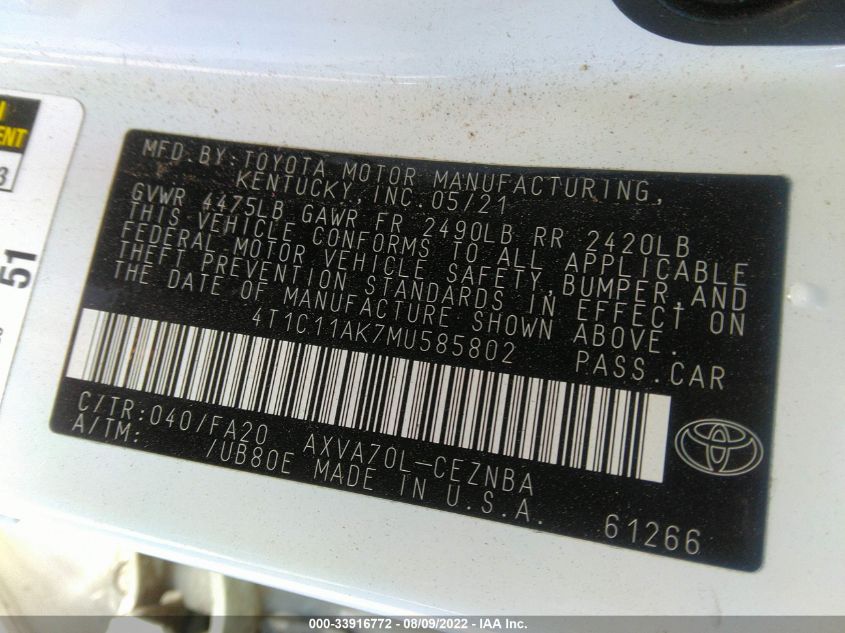 MFD.BY:TOYOTA MOTOR MANUFACTURING,
KENTUCKY,INC.05/21
GVWR 4475LB GAWR FR 2490LB RR 2420LB
THIS VEHICLE CONFORMS TO ALL APPLICABLE
FEDERAL MOTOR VEHICLE SAFETY,BUMPER,AND
THEFT PREVENTION STANDARDS IN EFFECT ON
THE DATE OF MANUFACTURE SHOWN ABOVE.
4T1C11AK7MU585802
PASS.CAR
C/TR:040/FA20 AXVA70L-CEZNBA
A/TM: /UB80E MADE IN U.S.A.
61266
51
000-33916772 - 08/09/2022 - IAA Inc.